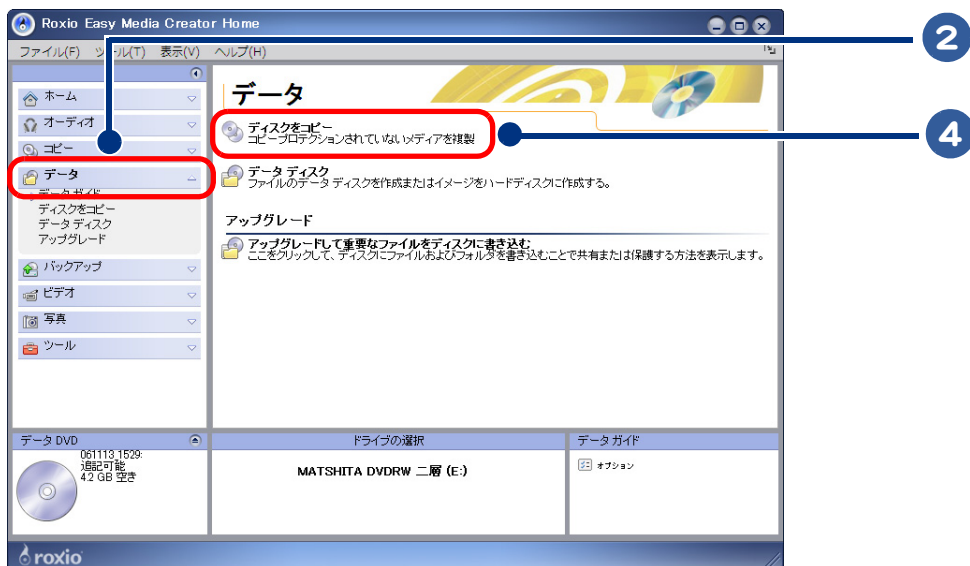 Roxio Easy Media Creator Home
2
ファイル(F) ツール(T) 表示(V) ヘルプ(H)
ホーム
オーディオ
コピー
データ
データ ガイド
ディスクをコピー
データ ディスク
アップグレード
バックアップ
ビデオ
写真
ツール
データ
ディスクをコピー
コピープロテクションされていないメディアを複製
4
データ ディスク
ファイルのデータ ディスクを作成またはイメージをハードディスクに作成する。
アップグレード
アップグレードして重要なファイルをディスクに書き込む
ここをクリックして、ディスクにファイルおよびフォルダを書き込むことで共有または保護する方法を表示します。
データ DVD
061113_1529:
追記可能
4.2 GB 空き
ドライブの選択
MATSHITA DVDRW 二層 (E:)
データ ガイド
オプション
roxio